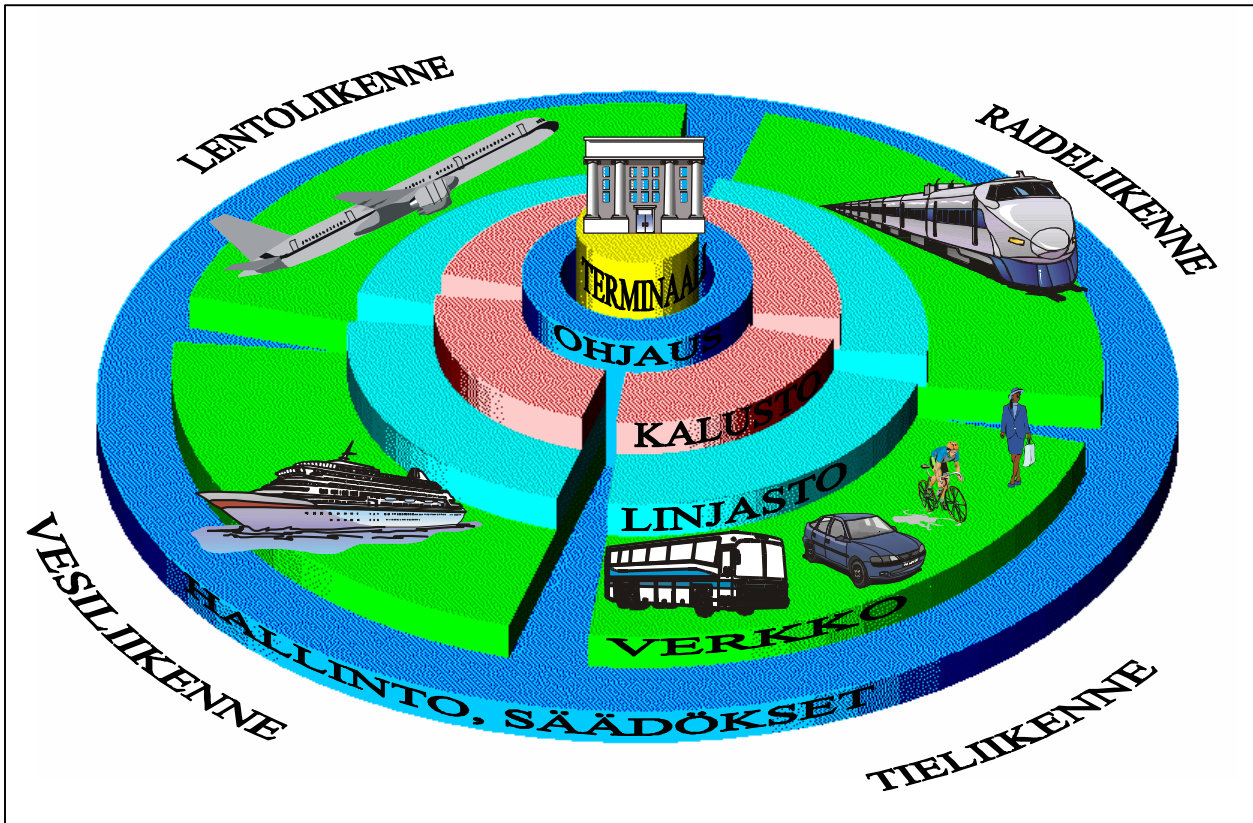 LENTOLIIKENNE
RAIDELIIKENNE
TERMINAALI
OHJAUS
KALUSTO
LINJASTO
VERKKO
HALLINTO, SÄÄDÖKSET
VESILIIKENNE
TIELIIKENNE